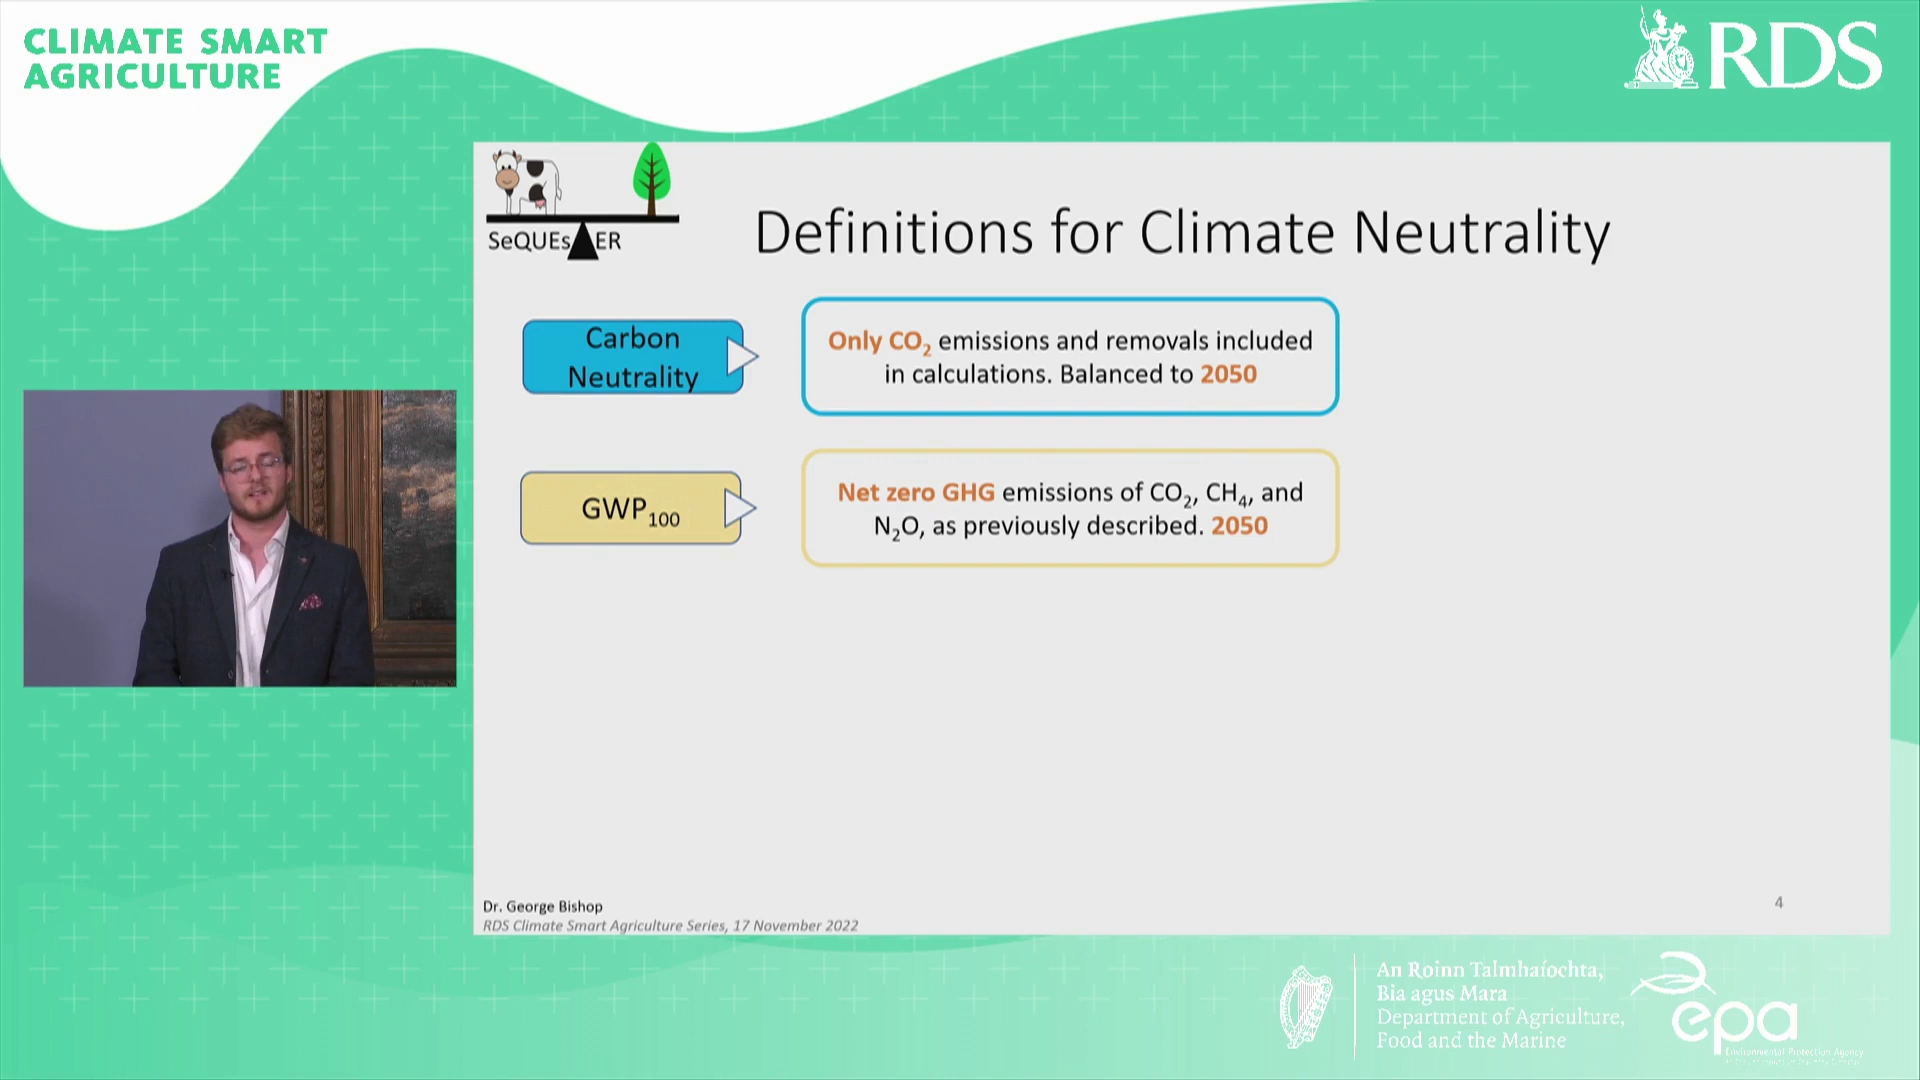 CLIMATE SMART
AGRICULTURE
RDS
SeQUEsTER
Definitions for Climate Neutrality
Carbon
Neutrality
Only CO₂ emissions and removals included
in calculations. Balanced to 2050
GWP₁₀₀
Net zero GHG emissions of CO₂, CH₄, and
N₂O, as previously described. 2050
Dr. George Bishop
RDS Climate Smart Agriculture Series, 17 November 2022
4
An Roinn Talmhaíochta,
Bia agus Mara
Department of Agriculture,
Food and the Marine
epa
Environmental Protection Agency